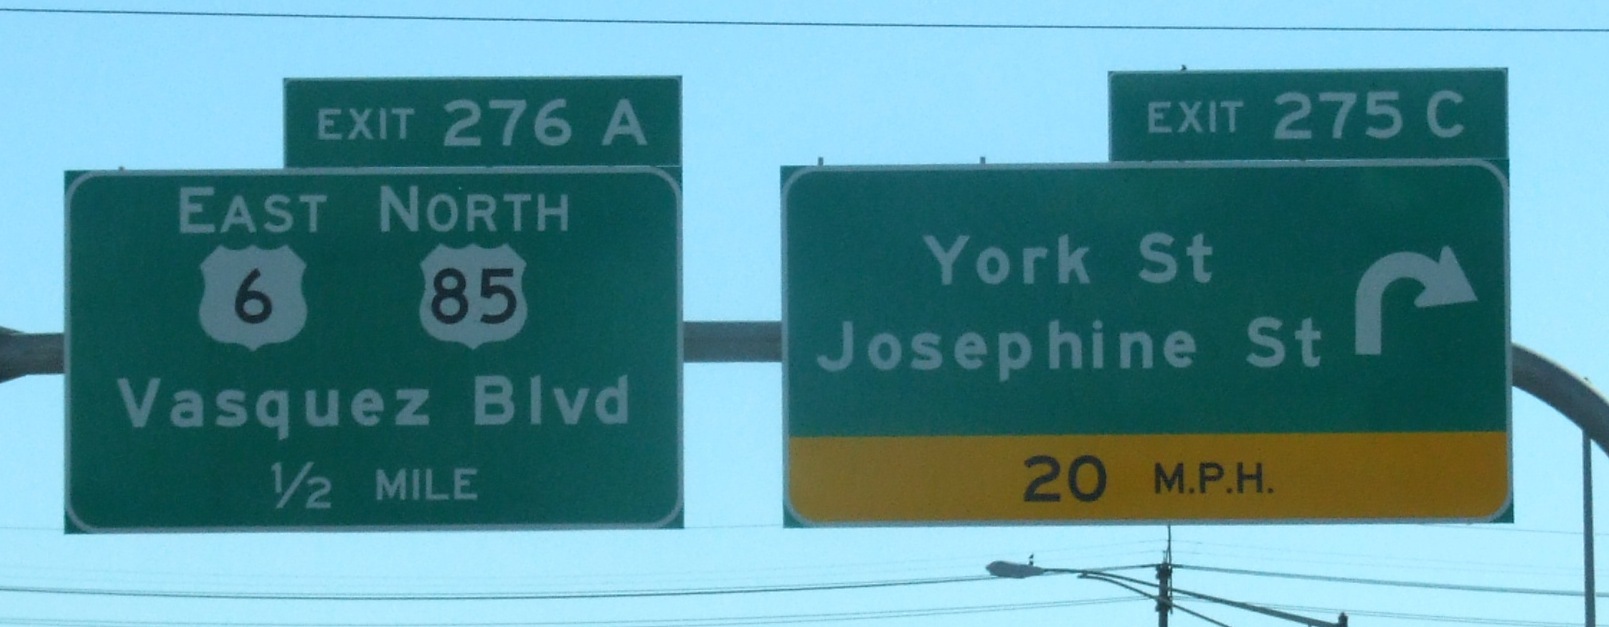 EXIT 276 A
EAST NORTH
6 85
Vasquez Blvd
1/2 MILE
EXIT 275 C
York St
Josephine St
20 M.P.H.